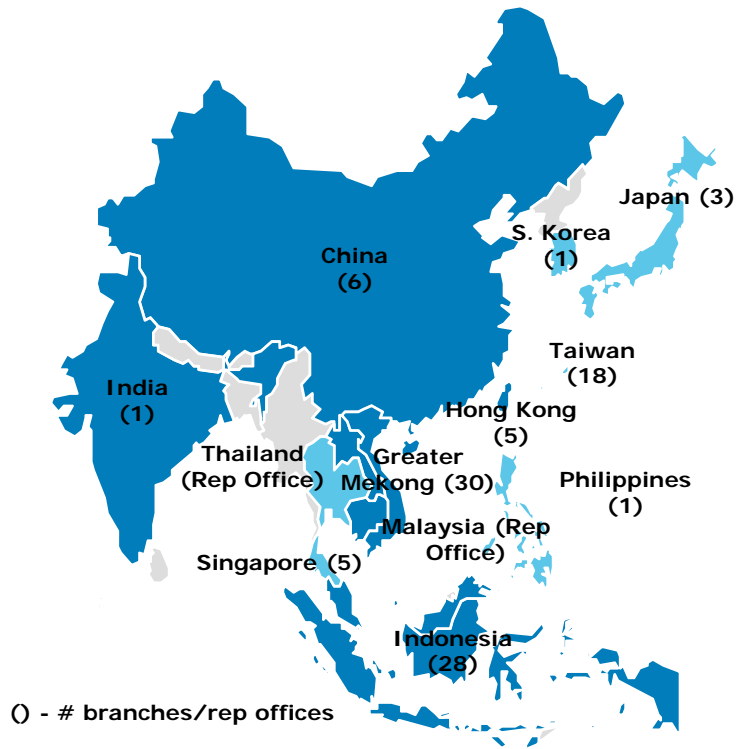 Japan (3)
S. Korea
(1)
China
(6)
Taiwan
(18)
India
(1)
Hong Kong
(5)
Thailand
(Rep Office)
Greater
Mekong (30)
Philippines
(1)
Malaysia (Rep
Office)
Singapore (5)
Indonesia
(28)
() - # branches/rep offices